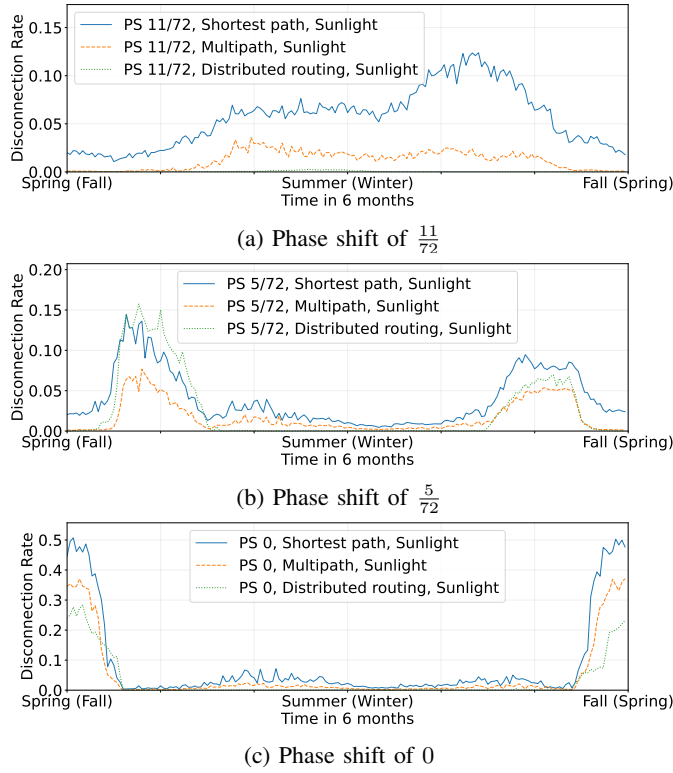 PS 11/72, Shortest path, Sunlight
PS 11/72, Multipath, Sunlight
PS 11/72, Distributed routing, Sunlight
Disconnection Rate
0.15
0.10
0.05
0.00
Spring (Fall) Summer (Winter) Fall (Spring)
Time in 6 months
(a) Phase shift of 11/72
PS 5/72, Shortest path, Sunlight
PS 5/72, Multipath, Sunlight
PS 5/72, Distributed routing, Sunlight
Disconnection Rate
0.20
0.15
0.10
0.05
0.00
Spring (Fall) Summer (Winter) Fall (Spring)
Time in 6 months
(b) Phase shift of 5/72
PS 0, Shortest path, Sunlight
PS 0, Multipath, Sunlight
PS 0, Distributed routing, Sunlight
Disconnection Rate
0.5
0.4
0.3
0.2
0.1
0.0
Spring (Fall) Summer (Winter) Fall (Spring)
Time in 6 months
(c) Phase shift of 0